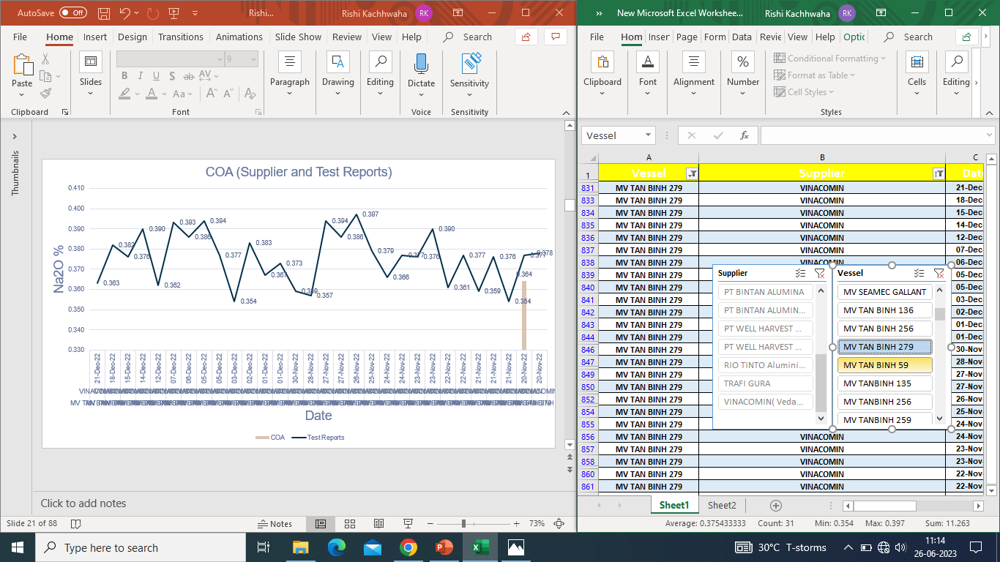 AutoSave Off Rishi... Rishi Kachhwaha RK
File Home Insert Design Transitions Animations Slide Show Review View Help Search
9
Paste Slides B I U S ab AV Aa A A Paragraph Drawing Editing Dictate Sensitivity
Clipboard Font Voice Sensitivity
Thumbnails
COA (Supplier and Test Reports)
Na2O %
0.410
0.400
0.390
0.380
0.370
0.360
0.350
0.340
0.330
0.363
0.382
0.376
0.390
0.362
0.393
0.386
0.394
0.377
0.354
0.383
0.367
0.373
0.359
0.357
0.394
0.386
0.397
0.379
0.366
0.377
0.376
0.390
0.361
0.377
0.359
0.376
0.354
0.364
0.377
0.378
21-Dec-22
18-Dec-22
15-Dec-22
14-Dec-22
12-Dec-22
07-Dec-22
06-Dec-22
05-Dec-22
05-Dec-22
03-Dec-22
02-Dec-22
01-Dec-22
01-Dec-22
30-Nov-22
28-Nov-22
27-Nov-22
27-Nov-22
26-Nov-22
25-Nov-22
24-Nov-22
24-Nov-22
23-Nov-22
23-Nov-22
22-Nov-22
22-Nov-22
21-Nov-22
21-Nov-22
21-Nov-22
20-Nov-22
20-Nov-22
Date
COA Test Reports
Click to add notes
Slide 21 of 88 Notes 73%
New Microsoft Excel Workshee... Rishi Kachhwaha RK
File Hom Inser Page Form Data Revie View Help Optic Search
Clipboard Font Alignment Number Conditional Formatting Format as Table Cell Styles Cells Editing
Styles
Vessel fx
A B C
1 Vessel Supplier Date
831 MV TAN BINH 279 VINACOMIN 21-Dec
833 MV TAN BINH 279 VINACOMIN 18-Dec
834 MV TAN BINH 279 VINACOMIN 15-Dec
835 MV TAN BINH 279 VINACOMIN 14-Dec
836 MV TAN BINH 279 VINACOMIN 12-Dec
837 MV TAN BINH 279 VINACOMIN 07-Dec
838 MV TAN BINH 279 VINACOMIN 06-Dec
839 MV TAN BINH 279 05-Dec
840 MV TAN BINH 279 05-Dec
841 MV TAN BINH 279 03-Dec
842 MV TAN BINH 279 02-Dec
843 MV TAN BINH 279 01-Dec
844 MV TAN BINH 279 01-Dec
846 MV TAN BINH 279 30-Nov
847 MV TAN BINH 279 28-Nov
849 MV TAN BINH 279 27-Nov
850 MV TAN BINH 279 27-Nov
852 MV TAN BINH 279 26-Nov
854 MV TAN BINH 279 25-Nov
855 MV TAN BINH 279 24-Nov
856 MV TAN BINH 279 VINACOMIN 24-Nov
857 MV TAN BINH 279 VINACOMIN 23-Nov
858 MV TAN BINH 279 VINACOMIN 23-Nov
860 MV TAN BINH 279 VINACOMIN 22-Nov
861 MV TAN BINH 279 VINACOMIN 22-Nov
Supplier
PT BINTAN ALUMINA
PT BINTAN ALUMIN...
PT WELL HARVEST ...
PT WELL HARVEST ...
RIO TINTO Alumini...
TRAFI GURA
VINACOMIN( Veda...
Vessel
MV SEAMEC GALLANT
MV TAN BINH 136
MV TAN BINH 256
MV TAN BINH 279
MV TAN BINH 59
MV TANBINH 135
MV TANBINH 256
MV TANBINH 259
Sheet1 Sheet2
Average: 0.375433333 Count: 31 Min: 0.354 Max: 0.397 Sum: 11.263
Type here to search 30°C T-storms 11:14
26-06-2023